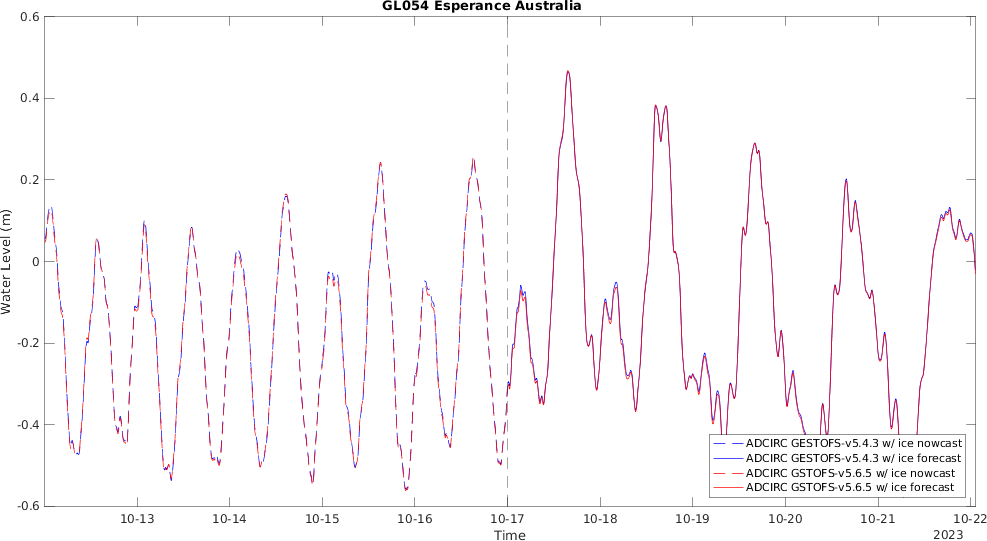 GL054 Esperance Australia
Water Level (m)
0.6
0.4
0.2
0
-0.2
-0.4
-0.6
ADCIRC GESTOFS-v5.4.3 w/ ice nowcast
ADCIRC GESTOFS-v5.4.3 w/ ice forecast
ADCIRC GSTOFS-v5.6.5 w/ ice nowcast
ADCIRC GSTOFS-v5.6.5 w/ ice forecast
10-13 10-14 10-15 10-16 10-17 10-18 10-19 10-20 10-21 10-22
Time
2023